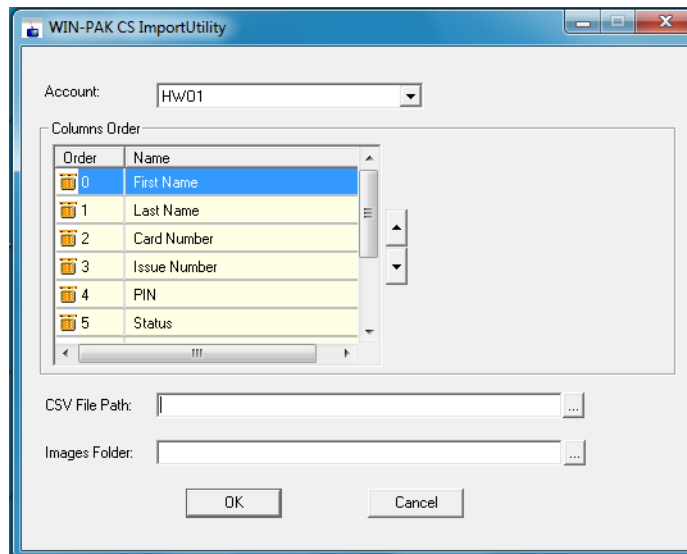 WIN-PAK CS ImportUtility
Account: HW01
Columns Order
Order Name
0 First Name
1 Last Name
2 Card Number
3 Issue Number
4 PIN
5 Status
CSV File Path: ...
Images Folder: ...
OK Cancel